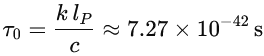 τ₀ = k l_P / c ≈ 7.27 × 10⁻⁴² s